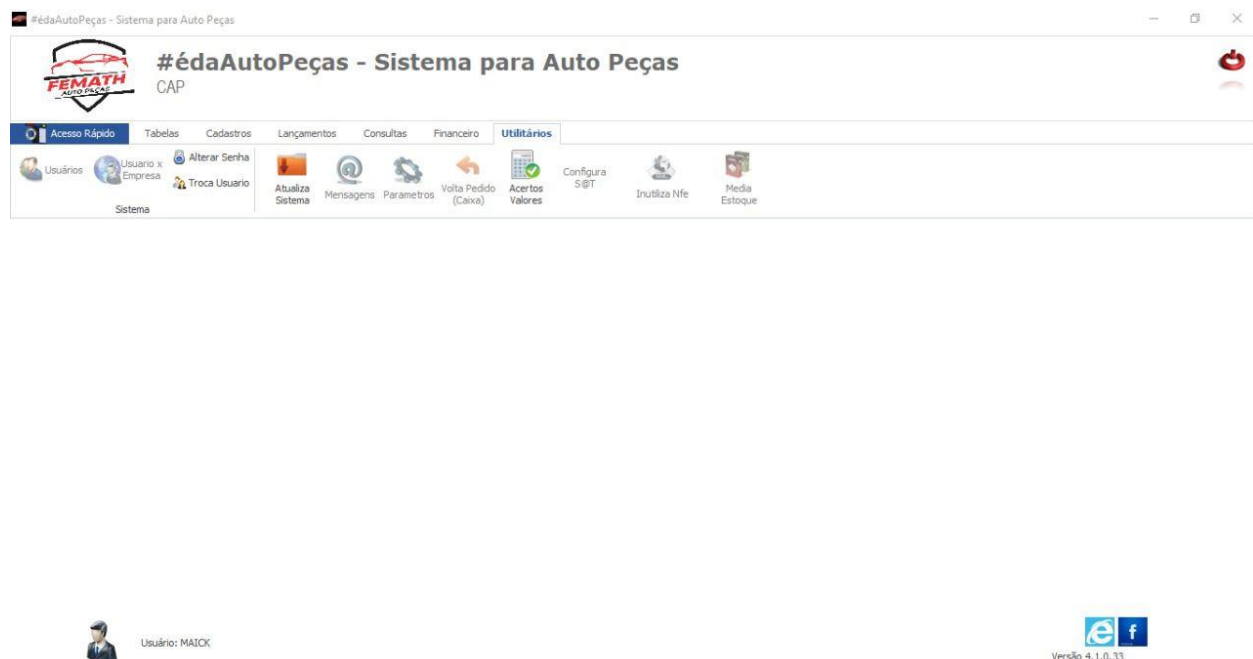 #édaAutoPeças - Sistema para Auto Peças
FEMATH
AUTO PEÇAS
#édaAutoPeças - Sistema para Auto Peças
CAP
Acesso Rápido Tabelas Cadastros Lançamentos Consultas Financeiro Utilitários
Usuários
Usuario x
Empresa
Alterar Senha
Troca Usuario
Sistema
Atualiza
Sistema
Mensagens
Parametros
Volta Pedido
(Caixa)
Acertos
Valores
Configura
S@T
Inutiliza Nfe
Media
Estoque
Usuário: MAICK
Versão 4.1.0.33